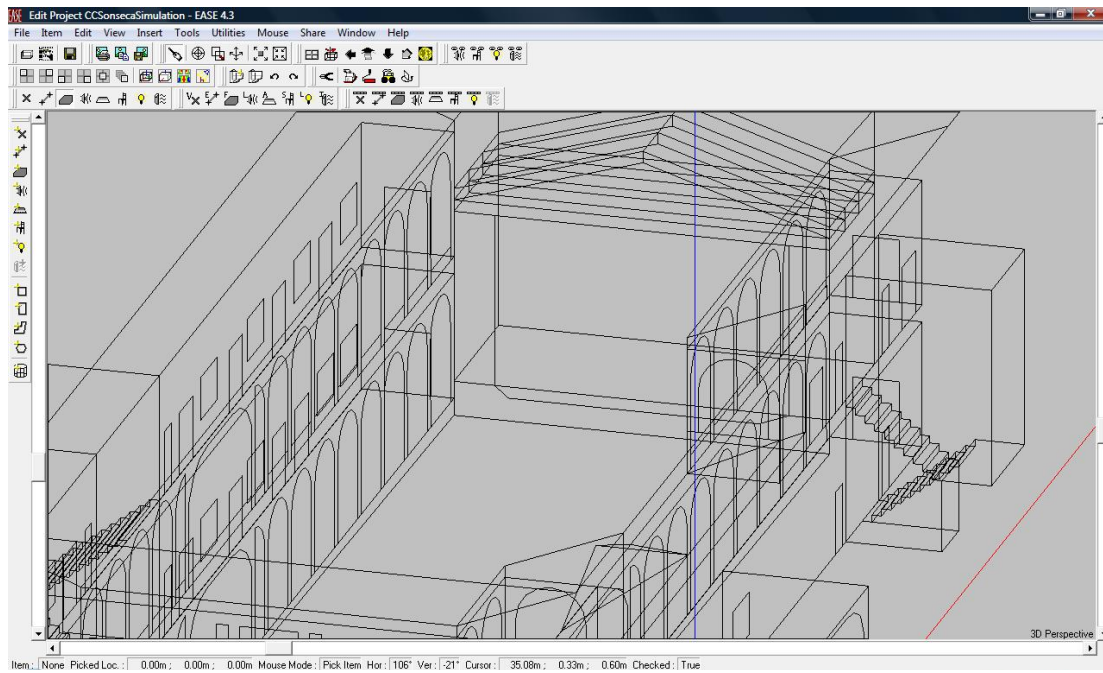 EASE Edit Project CCSonsecaSimulation - EASE 4.3
File Item Edit View Insert Tools Utilities Mouse Share Window Help
3D Perspective
Item : None Picked Loc. : 0.00m ; 0.00m ; 0.00m Mouse Mode : Pick Item Hor : 106° Ver : -21° Cursor : 35.08m ; 0.33m ; 0.60m Checked : True